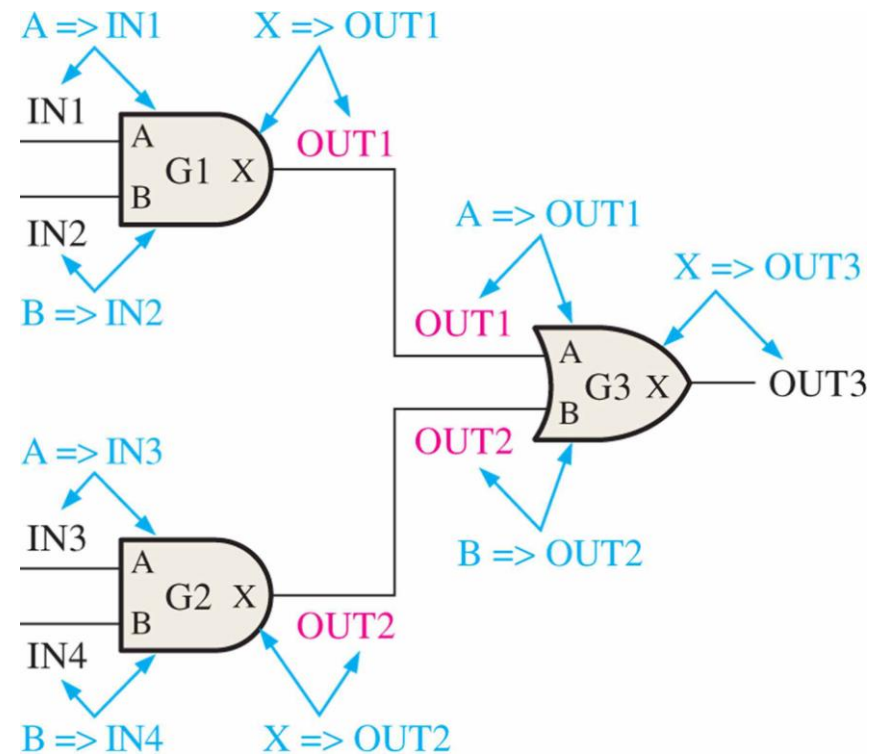 A => IN1
X => OUT1
IN1
OUT1
A
G1 X
B
IN2
B => IN2
A => OUT1
X => OUT3
OUT1
A
G3 X
B
OUT3
OUT2
B => OUT2
A => IN3
IN3
A
G2 X
B
OUT2
IN4
B => IN4
X => OUT2